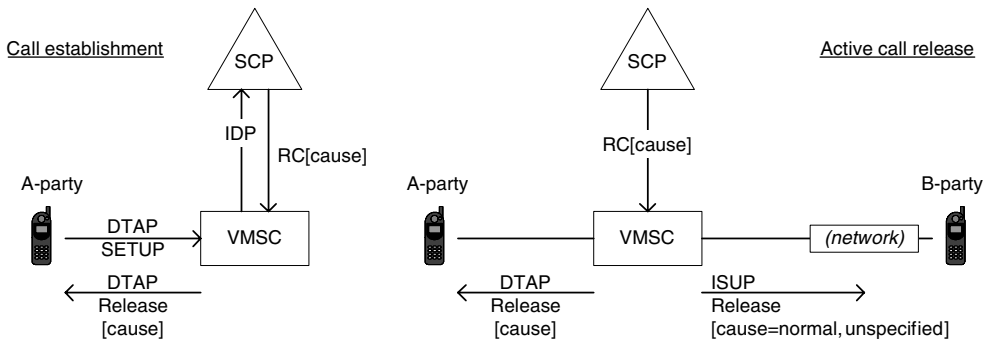 Call establishment
SCP
IDP
RC[cause]
A-party
DTAP
SETUP
VMSC
DTAP
Release
[cause]
Active call release
SCP
RC[cause]
A-party
B-party
VMSC
(network)
DTAP
Release
[cause]
ISUP
Release
[cause=normal, unspecified]